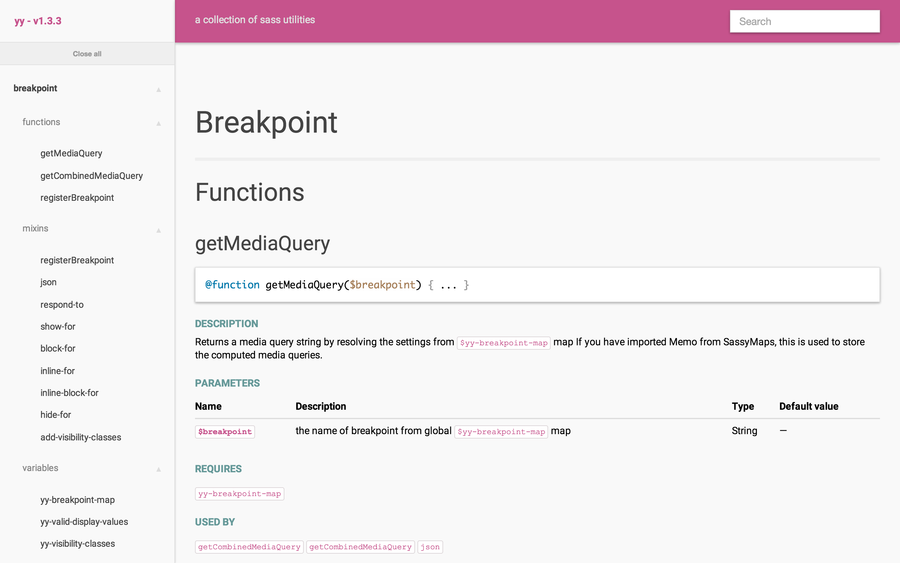 yy - v1.3.3
a collection of sass utilities
Search
Close all
breakpoint
functions
getMediaQuery
getCombinedMediaQuery
registerBreakpoint
mixins
registerBreakpoint
json
respond-to
show-for
block-for
inline-for
inline-block-for
hide-for
add-visibility-classes
variables
yy-breakpoint-map
yy-valid-display-values
yy-visibility-classes
Breakpoint
Functions
getMediaQuery
@function getMediaQuery($breakpoint) { ... }
DESCRIPTION
Returns a media query string by resolving the settings from $yy-breakpoint-map map If you have imported Memo from SassyMaps, this is used to store
the computed media queries.
PARAMETERS
Name Description Type Default value
$breakpoint the name of breakpoint from global $yy-breakpoint-map map String —
REQUIRES
yy-breakpoint-map
USED BY
getCombinedMediaQuery getCombinedMediaQuery json